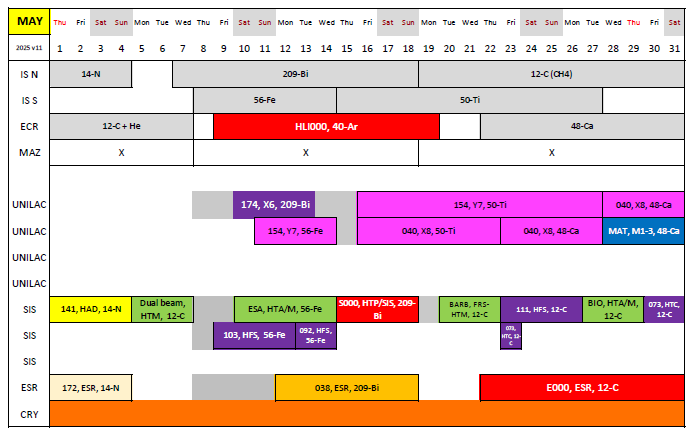 MAY Thu Fri Sat Sun Mon Tue Wed Thu Fri Sat Sun Mon Tue Wed Thu Fri Sat Sun Mon Tue Wed Thu Fri Sat Sun Mon Tue Wed Thu Fri Sat
2025 v11 1 2 3 4 5 6 7 8 9 10 11 12 13 14 15 16 17 18 19 20 21 22 23 24 25 26 27 28 29 30 31
IS N 14-N 209-Bi 12-C (CH4)
IS S 56-Fe 50-Ti
ECR 12-C + He HLI000, 40-Ar 48-Ca
MAZ X X X
UNILAC 174, X6, 209-Bi 154, Y7, 50-Ti 040, X8, 48-Ca
UNILAC 154, Y7, 56-Fe 040, X8, 50-Ti 040, X8, 48-Ca MAT, M1-3, 48-Ca
UNILAC
UNILAC
SIS 141, HAD, 14-N Dual beam, HTM, 12-C ESA, HTA/M, 56-Fe S000, HTP/SIS, 209-Bi BARB, FRS-HTM, 12-C 111, HFS, 12-C BIO, HTA/M, 12-C 073, HTC, 12-C
SIS 103, HFS, 56-Fe 092, HFS, 56-Fe 073, HTC, 12-C
SIS
ESR 172, ESR, 14-N 038, ESR, 209-Bi E000, ESR, 12-C
CRY